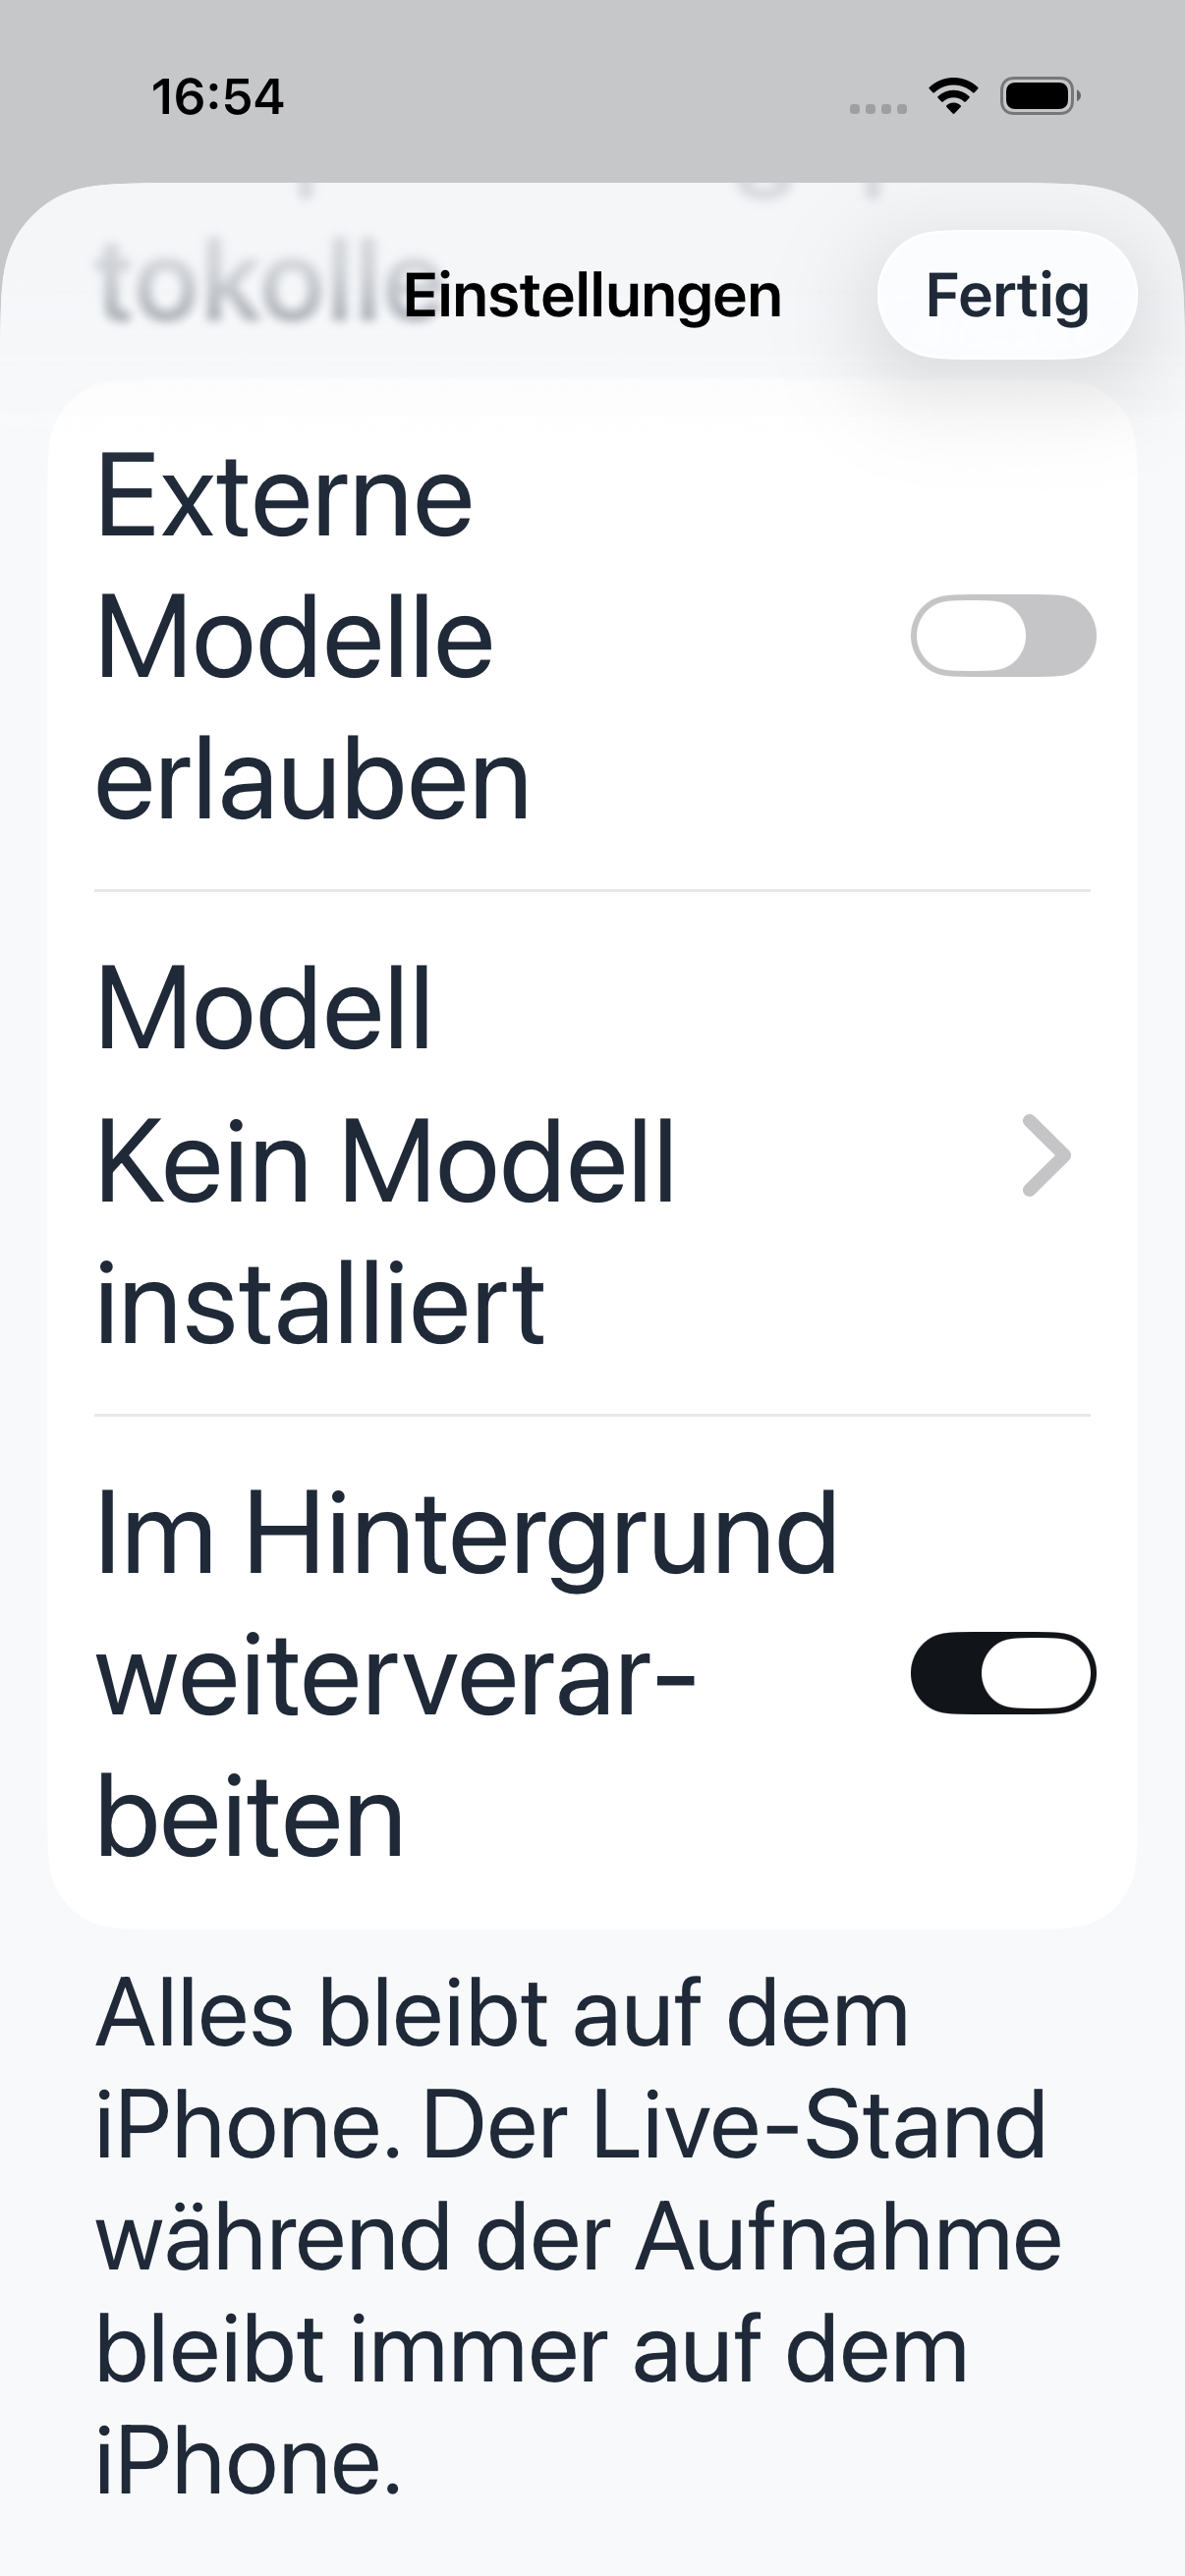 16:54
tokolle
Einstellungen
Fertig
Externe
Modelle
erlauben
Modell
Kein Modell
installiert
Im Hintergrund
weiterverar-
beiten
Alles bleibt auf dem
iPhone. Der Live-Stand
während der Aufnahme
bleibt immer auf dem
iPhone.